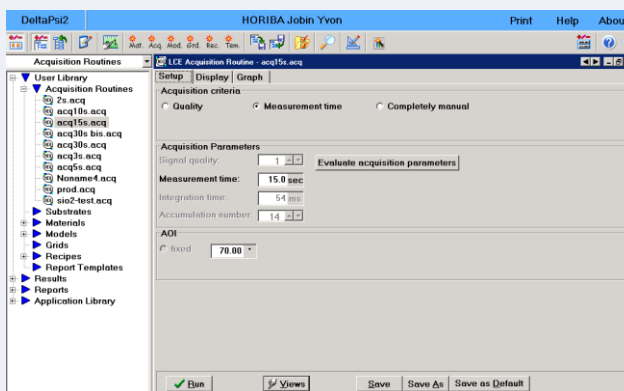 DeltaPsi2 HORIBA Jobin Yvon Print Help Abou
Mat. Acq. Mod. Grd. Rec. Tem.
Acquisition Routines
LCE Acquisition Routine - acq15s.acq
User Library
Acquisition Routines
2s.acq
acq10s.acq
acq15s.acq
acq30s bis.acq
acq30s.acq
acq3s.acq
acq5s.acq
Noname4.acq
prod.acq
sio2-test.acq
Substrates
Materials
Models
Grids
Recipes
Report Templates
Results
Reports
Application Library
Setup Display Graph
Acquisition criteria
Quality Measurement time Completely manual
Acquisition Parameters
Signal quality: 1 Evaluate acquisition parameters
Measurement time: 15.0 sec
Integration time: 54 ms
Accumulation number: 14
AOI
fixed 70.00 °
Run Views Save Save As Save as Default